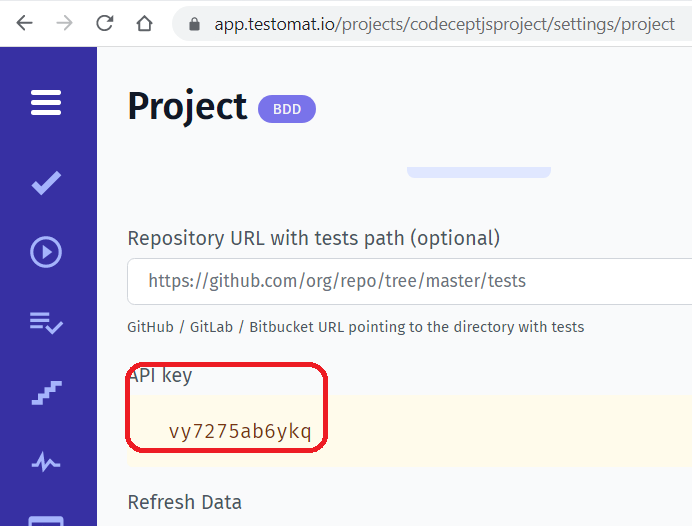 app.testomat.io/projects/codeceptjsproject/settings/project
Project BDD
Repository URL with tests path (optional)
https://github.com/org/repo/tree/master/tests
GitHub / GitLab / Bitbucket URL pointing to the directory with tests
API key
vy7275ab6ykq
Refresh Data